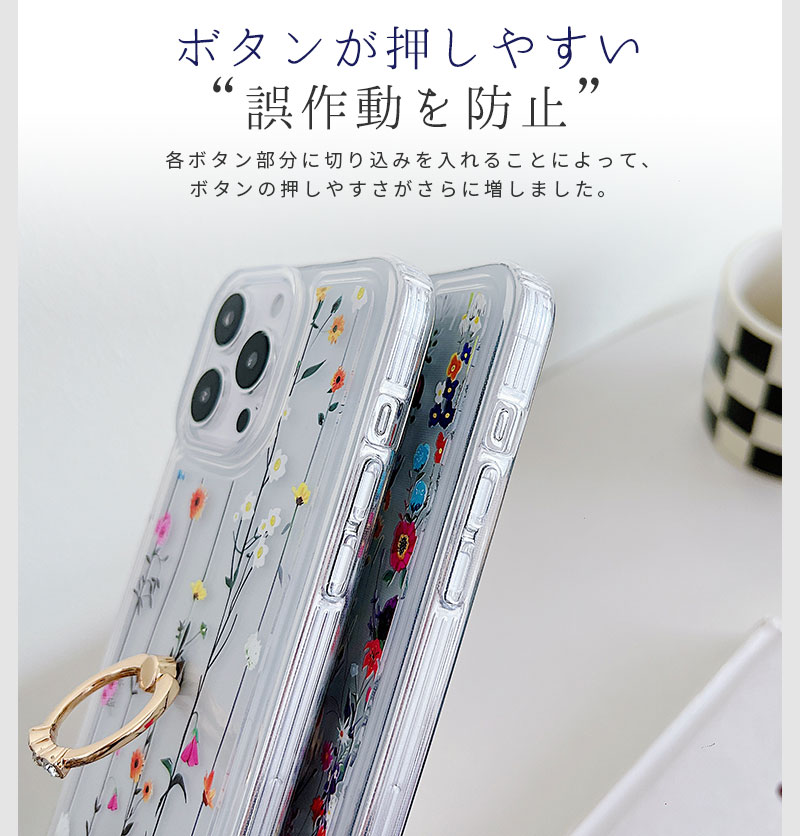 ボタンが押しやすい
“誤作動を防止”
各ボタン部分に切り込みを入れることによって、
ボタンの押しやすさがさらに増しました。